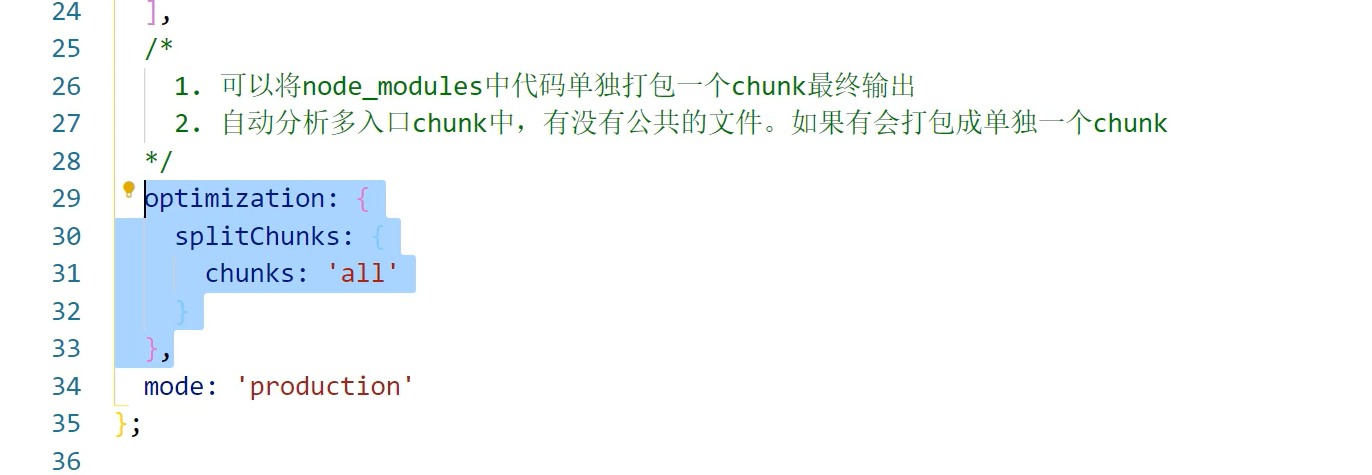 24 ],
25 /*
26 1. 可以将node_modules中代码单独打包一个chunk最终输出
27 2. 自动分析多入口chunk中，有没有公共的文件。如果有会打包成单独一个chunk
28 */
29 optimization: {
30 splitChunks: {
31 chunks: 'all'
32 }
33 },
34 mode: 'production'
35 };
36